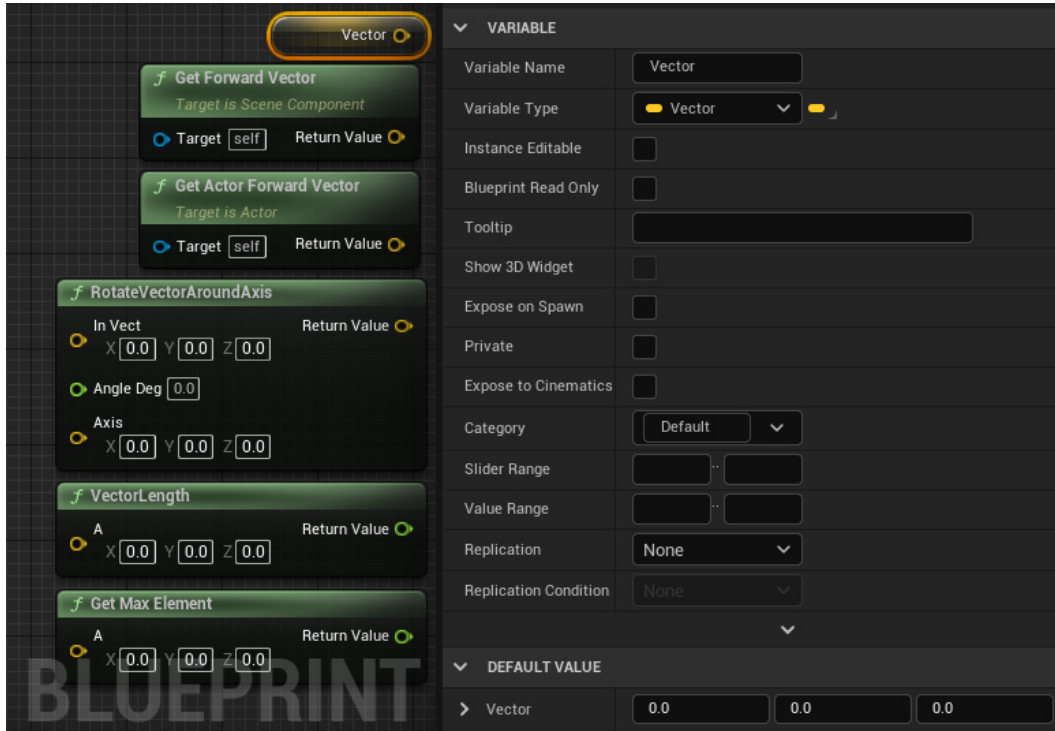 Vector
f Get Forward Vector
Target is Scene Component
Target self Return Value
f Get Actor Forward Vector
Target is Actor
Target self Return Value
f RotateVectorAroundAxis
In Vect Return Value
X 0.0 Y 0.0 Z 0.0
Angle Deg 0.0
Axis
X 0.0 Y 0.0 Z 0.0
f VectorLength
A Return Value
X 0.0 Y 0.0 Z 0.0
f Get Max Element
A Return Value
X 0.0 Y 0.0 Z 0.0
BLUEPRINT
VARIABLE
Variable Name Vector
Variable Type Vector
Instance Editable
Blueprint Read Only
Tooltip
Show 3D Widget
Expose on Spawn
Private
Expose to Cinematics
Category Default
Slider Range ..
Value Range ..
Replication None
Replication Condition None
DEFAULT VALUE
Vector 0.0 0.0 0.0